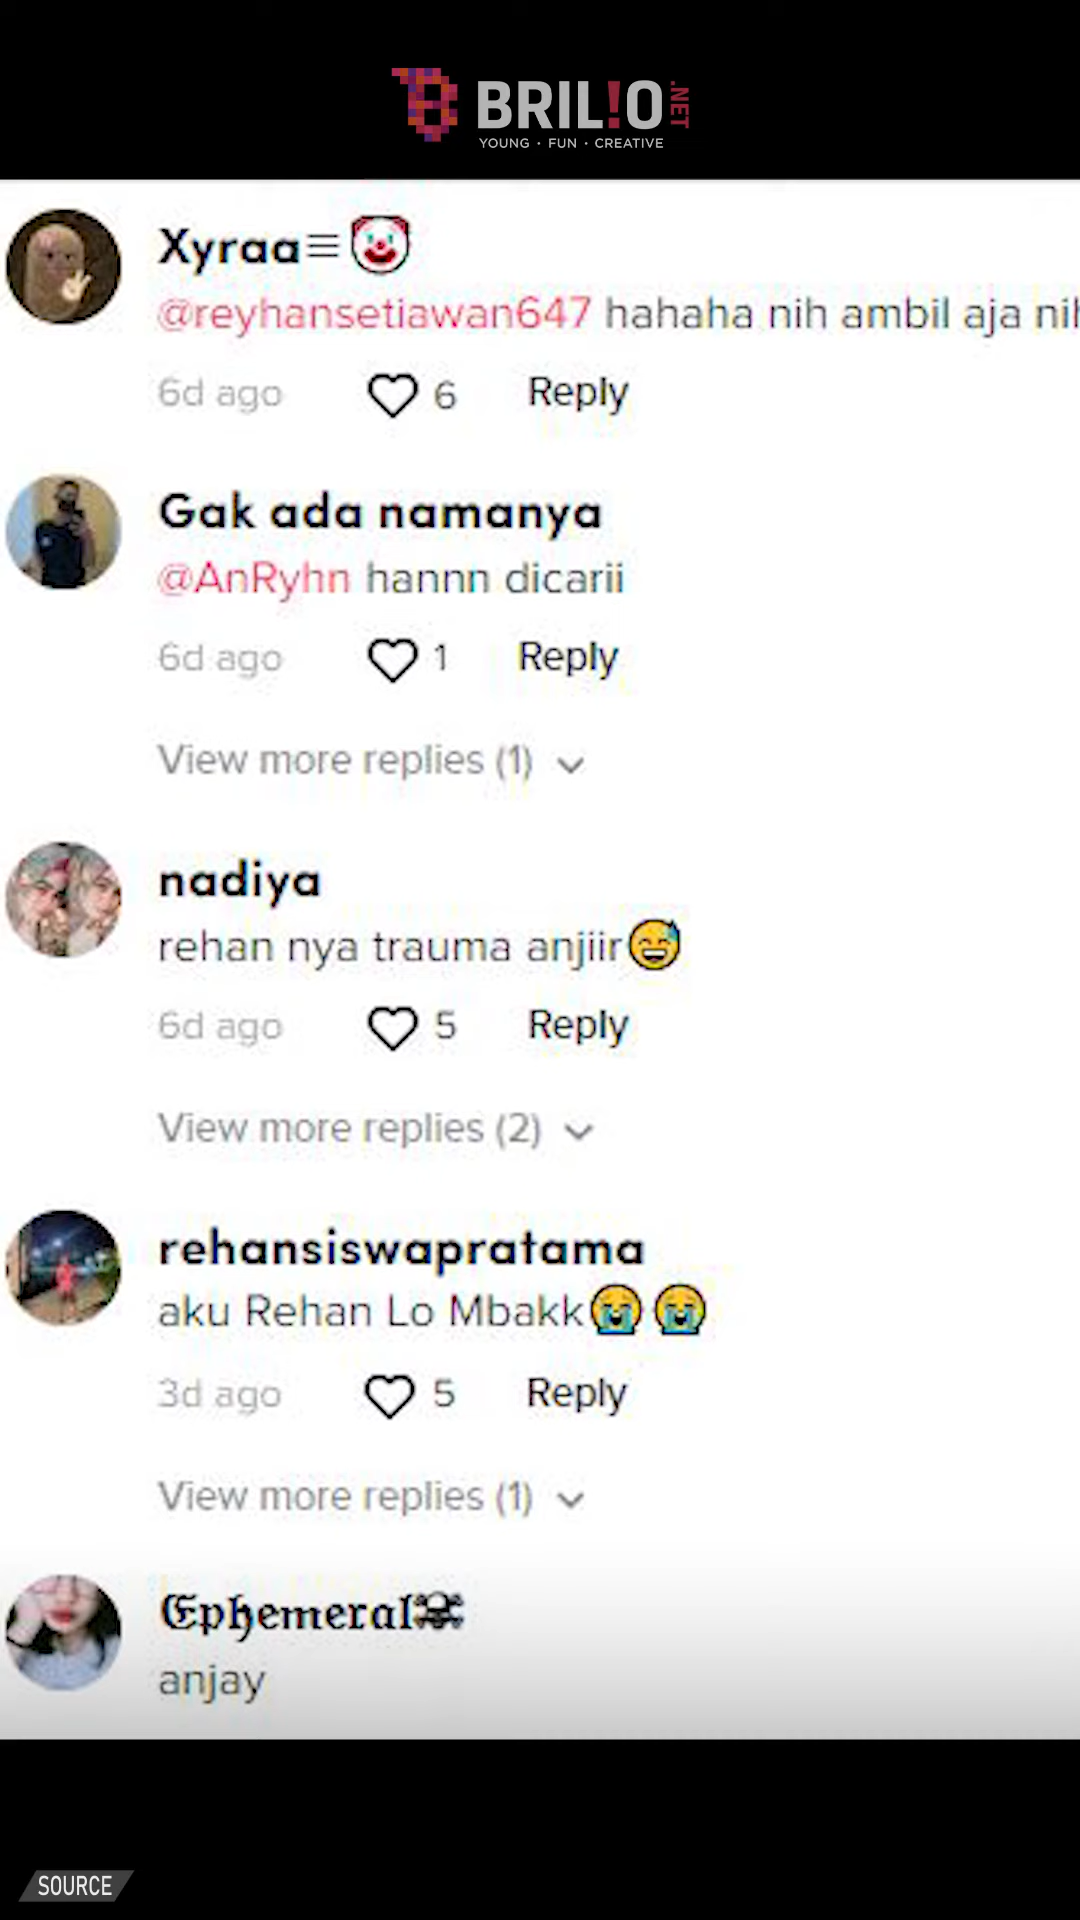 BRIL!O.NET
YOUNG · FUN · CREATIVE
Xyraa☰🤡
@reyhansetiawan647 hahaha nih ambil aja nih
6d ago 6 Reply
Gak ada namanya
@AnRyhn hannn dicarii
6d ago 1 Reply
View more replies (1)
nadiya
rehan nya trauma anjiir😅
6d ago 5 Reply
View more replies (2)
rehansiswapratama
aku Rehan Lo Mbakk😭😭
3d ago 5 Reply
View more replies (1)
𝕰𝖕𝖍𝖊𝖒𝖊𝖗𝖆𝖑☠
anjay
SOURCE